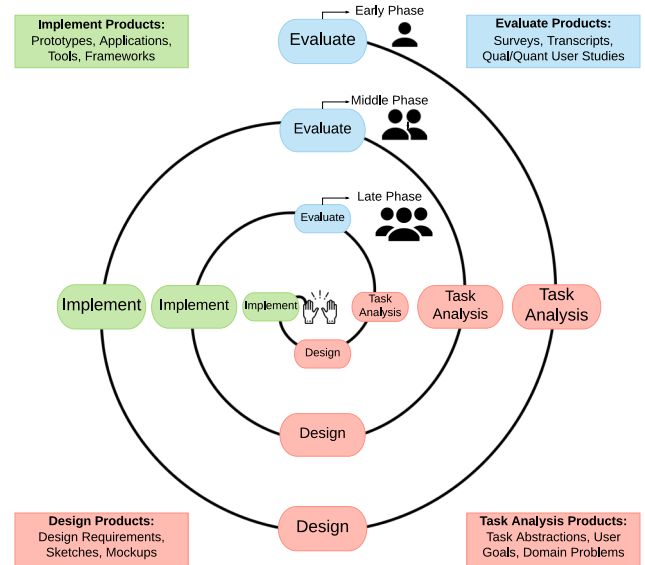 Implement Products:
Prototypes, Applications,
Tools, Frameworks
Early Phase
Evaluate
Evaluate Products:
Surveys, Transcripts,
Qual/Quant User Studies
Middle Phase
Evaluate
Late Phase
Evaluate
Implement
Implement
Implement
Task
Analysis
Task
Analysis
Task
Analysis
Design
Design
Design
Design Products:
Design Requirements,
Sketches, Mockups
Task Analysis Products:
Task Abstractions, User
Goals, Domain Problems